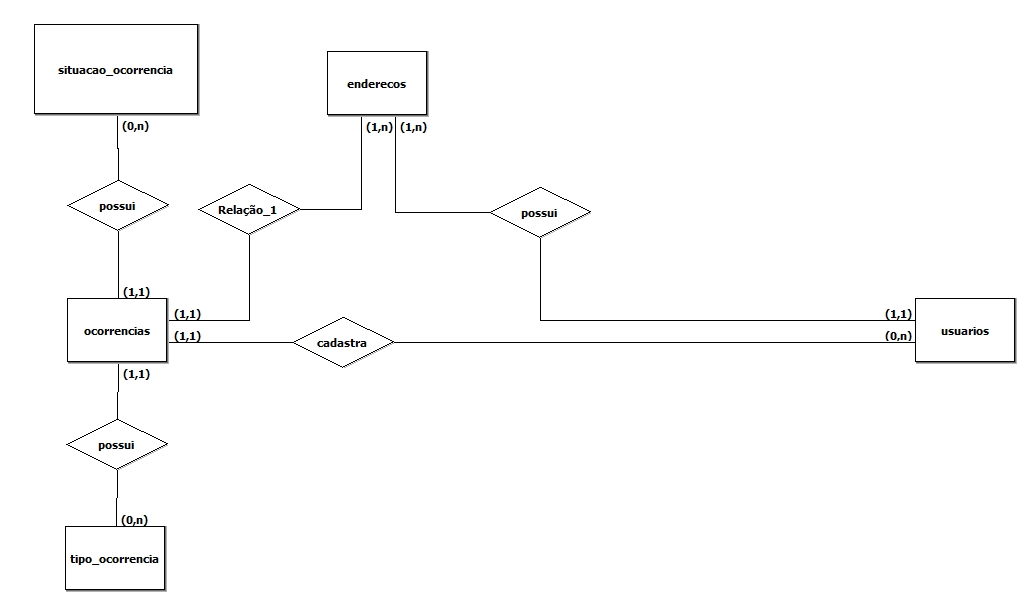 situacao_ocorrencia
enderecos
(0,n)
(1,n)
(1,n)
possui
Relação_1
possui
(1,1)
(1,1)
(1,1)
ocorrencias
usuarios
(1,1)
cadastra
(0,n)
(1,1)
possui
(0,n)
tipo_ocorrencia